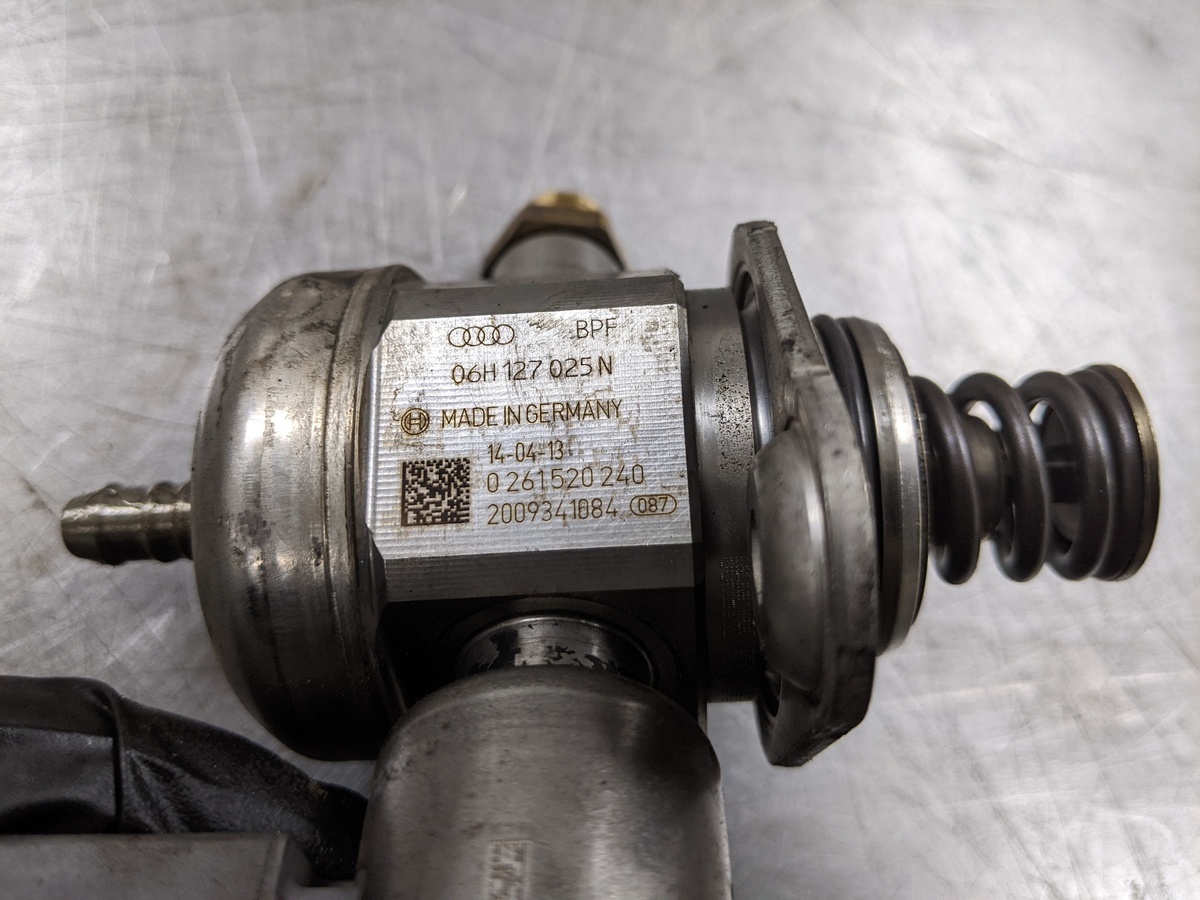 BPF
06H 127 025 N
MADE IN GERMANY
14-04-13
0 261 520 240
2009341084 087